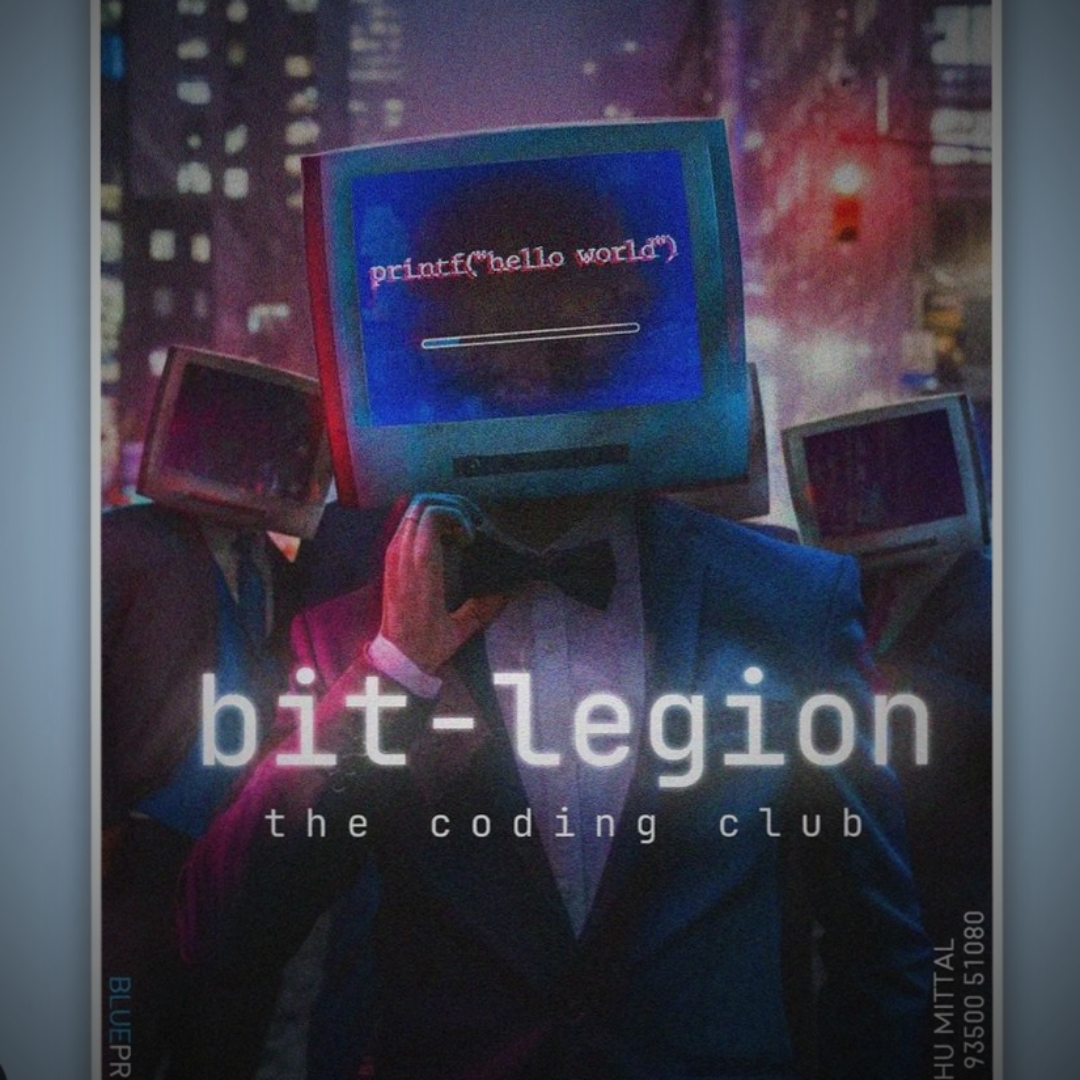 printf("hello world")
bit-legion
the coding club
BLUEPR
HU MITTAL
93500 51080